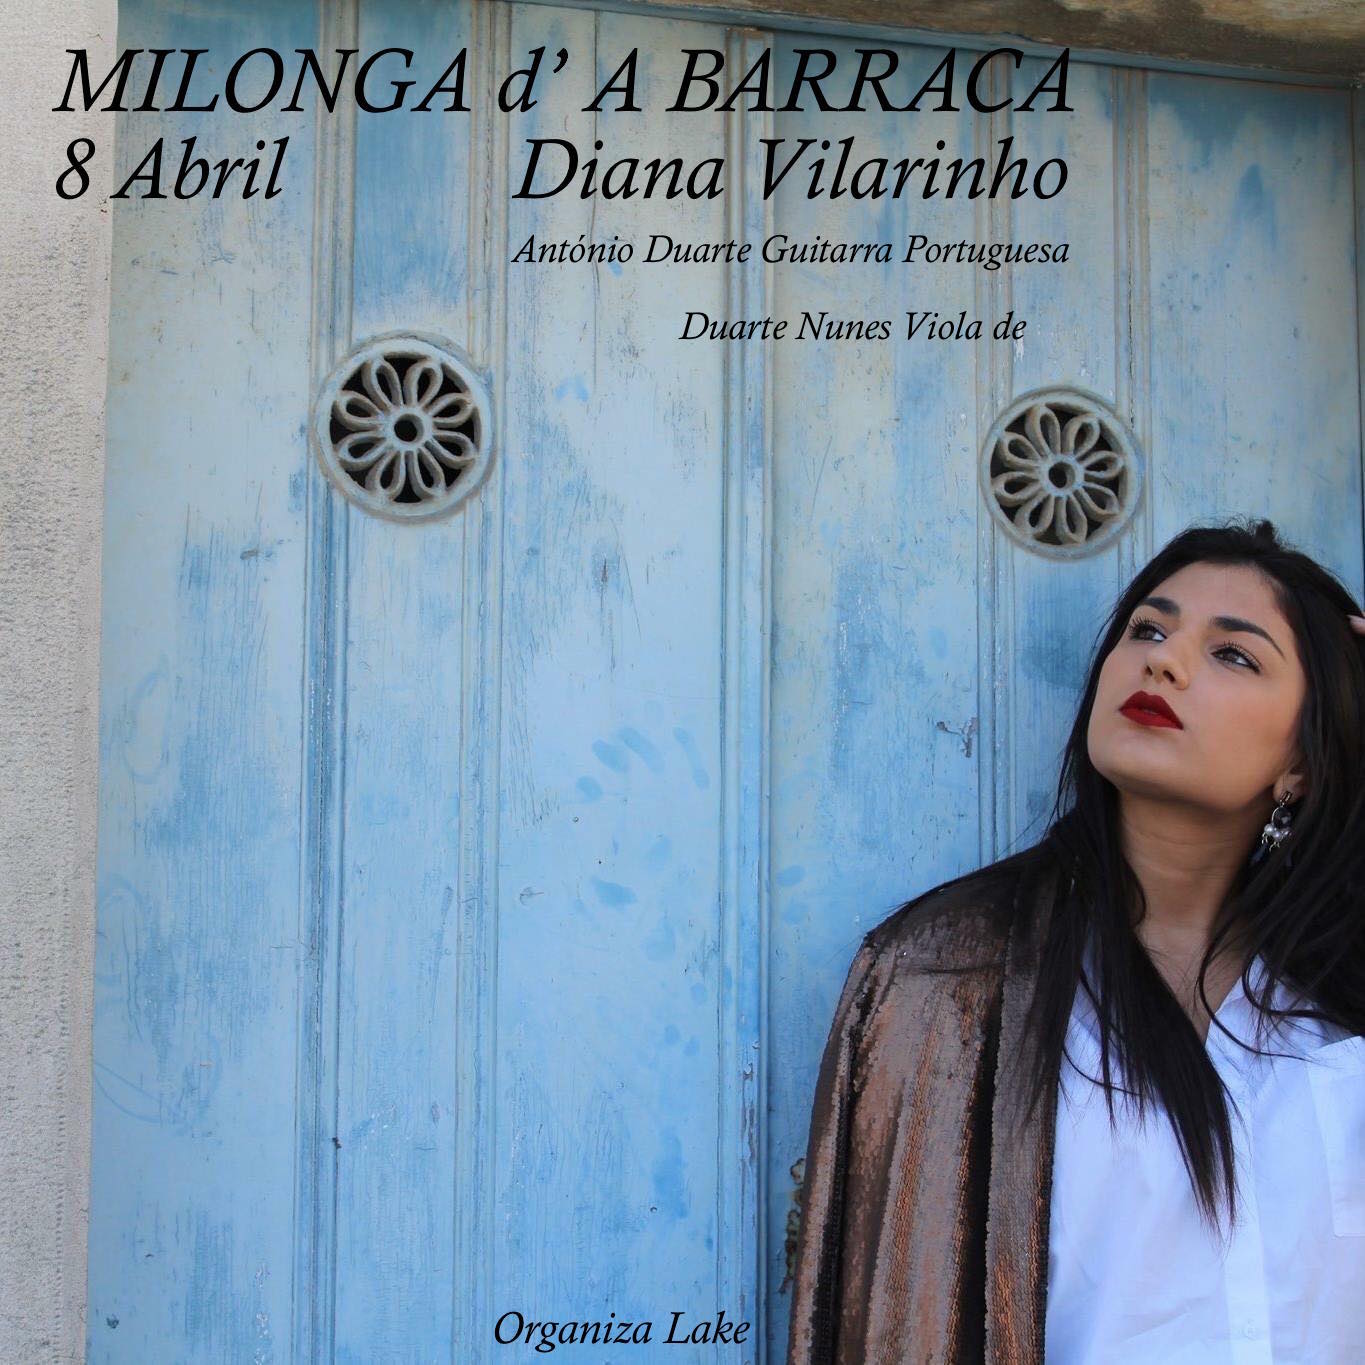 MILONGA d' A BARRACA
8 Abril Diana Vilarinho
António Duarte Guitarra Portuguesa
Duarte Nunes Viola de
Organiza Lake